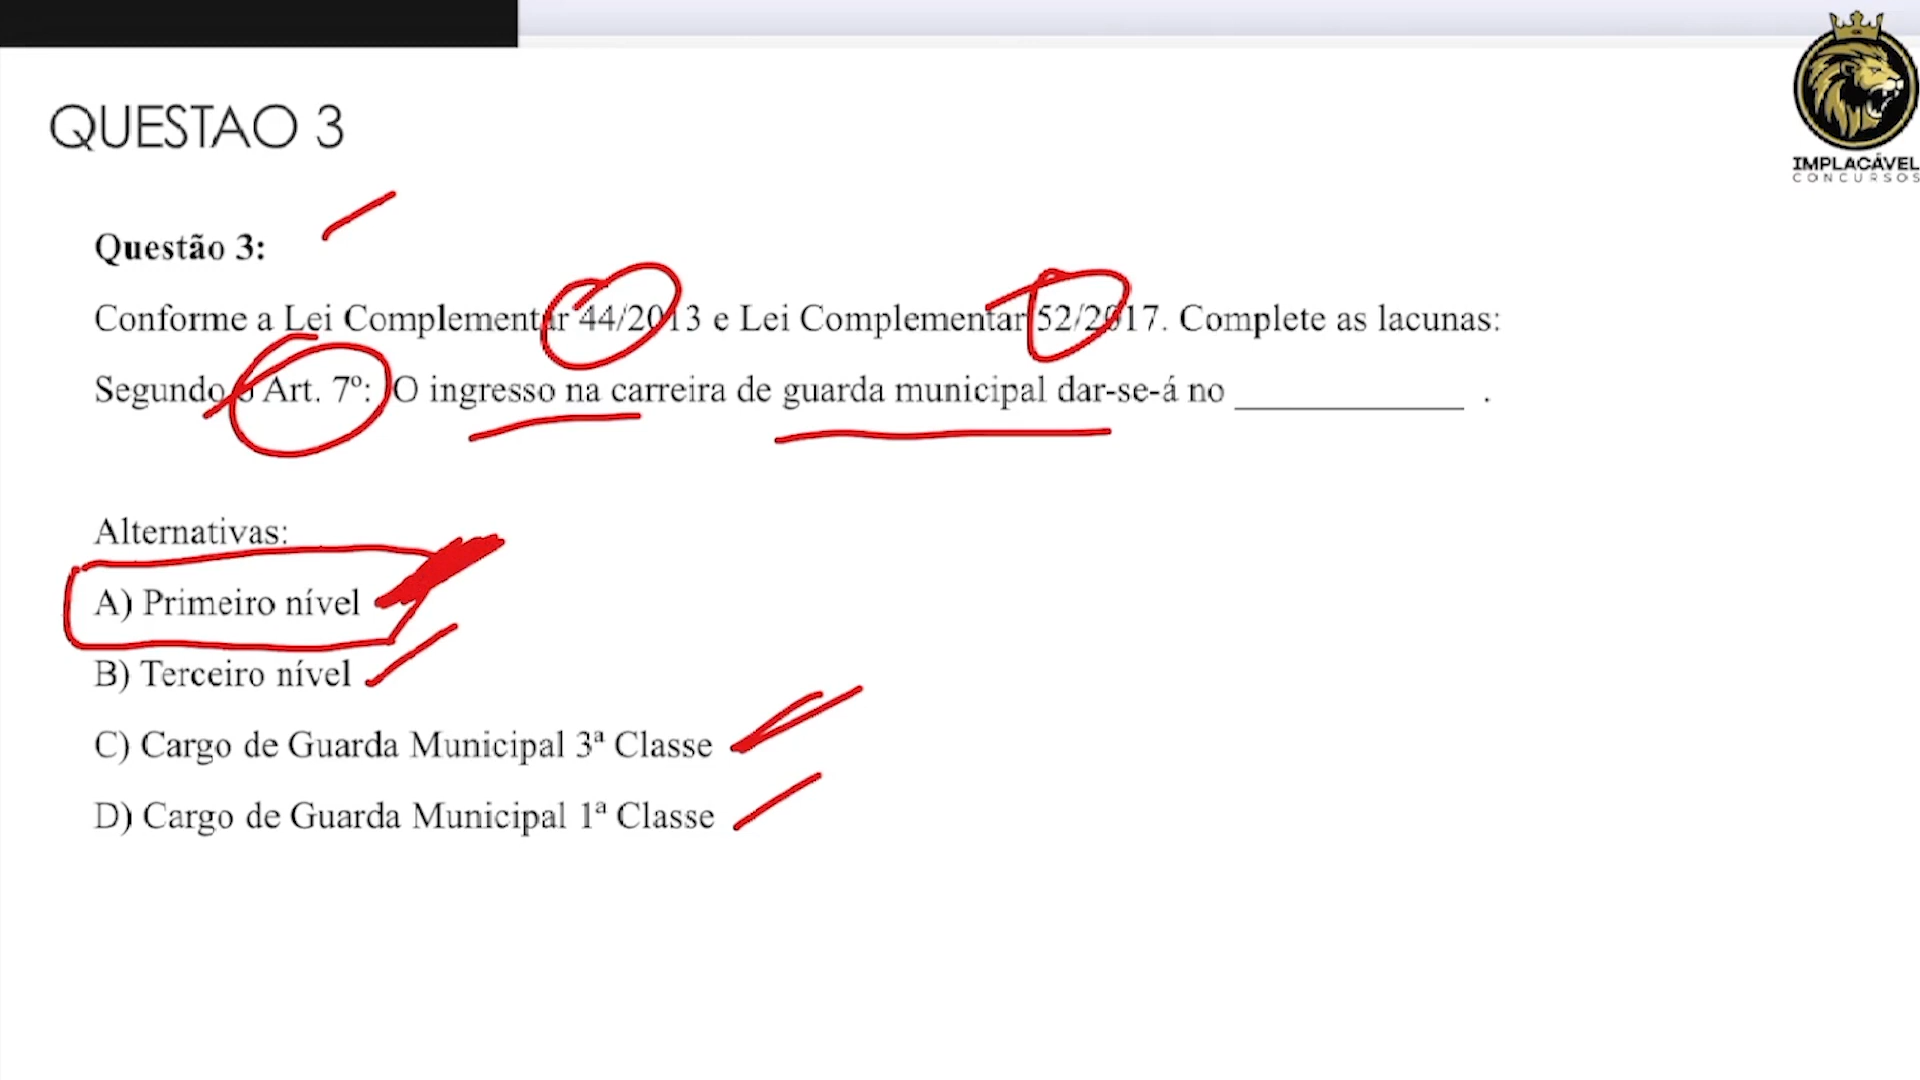 IMPLACÁVEL
CONCURSOS
QUESTAO 3
Questão 3:
Conforme a Lei Complementar 44/2013 e Lei Complementar 52/2017. Complete as lacunas:
Segundo o Art. 7º: O ingresso na carreira de guarda municipal dar-se-á no ____________ .
Alternativas:
A) Primeiro nível
B) Terceiro nível
C) Cargo de Guarda Municipal 3ª Classe
D) Cargo de Guarda Municipal 1ª Classe